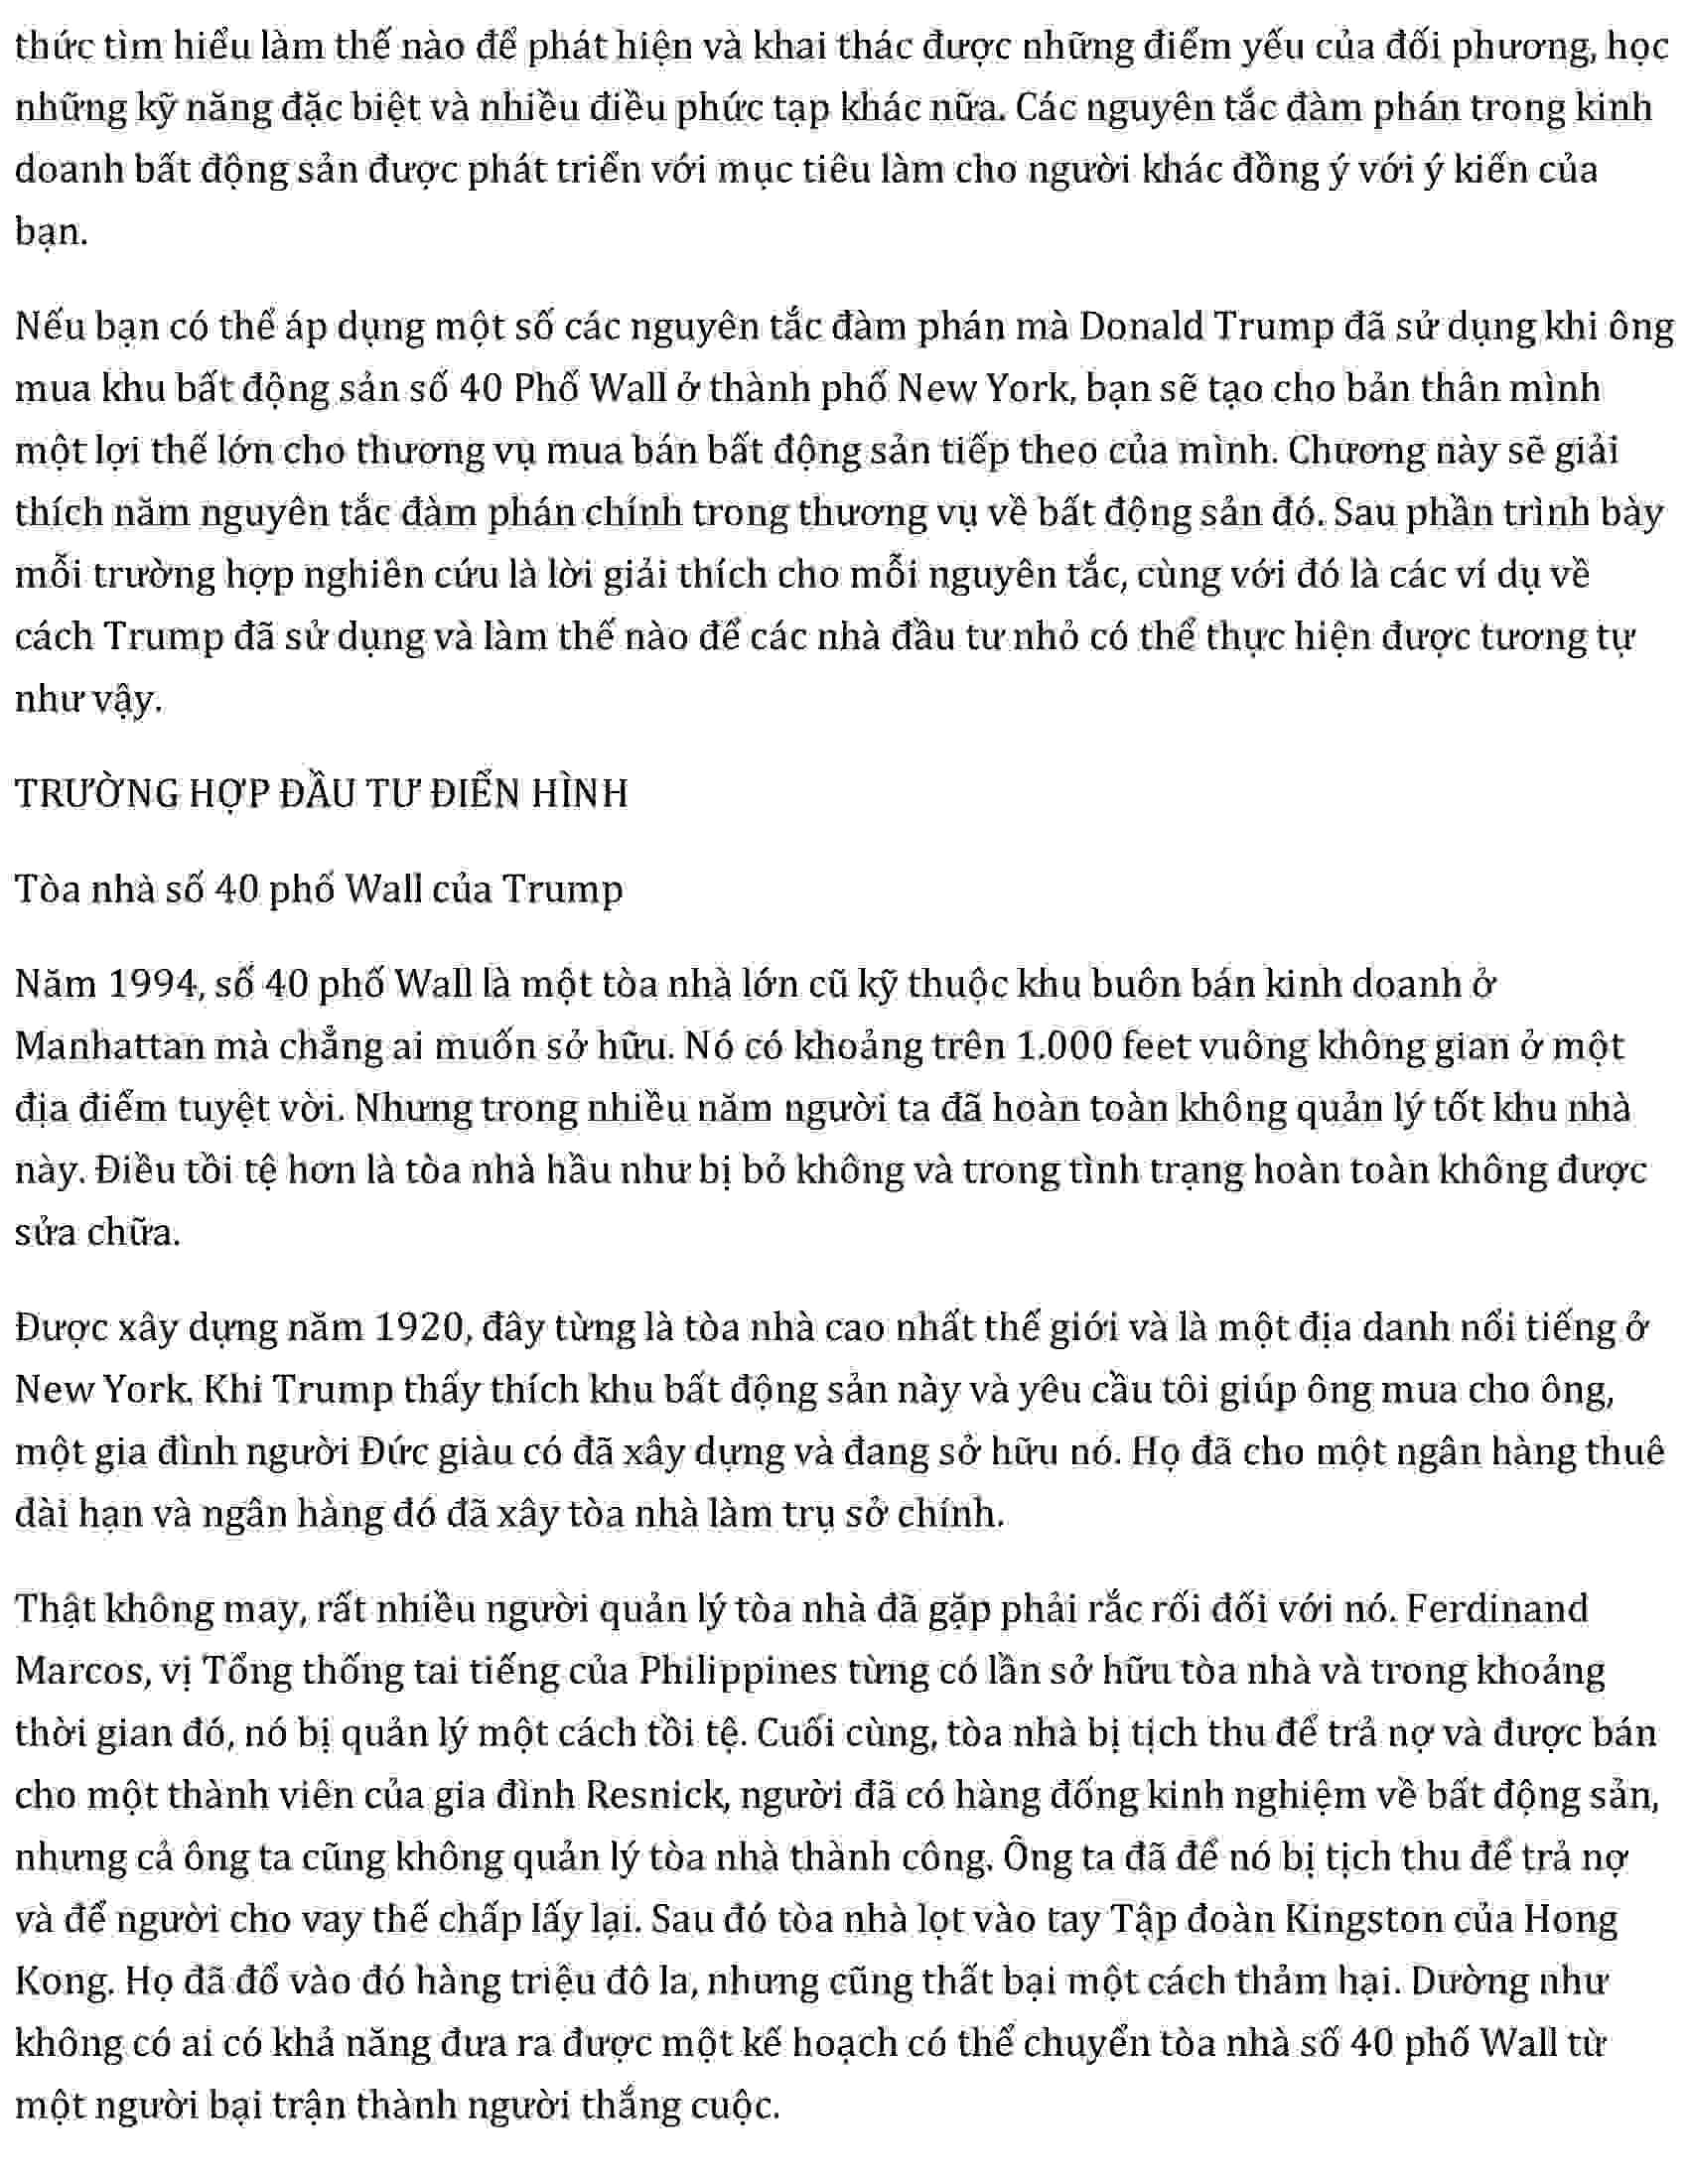 thức tìm hiểu làm thế nào để phát hiện và khai thác được những điểm yếu của đối phương, học
những kỹ năng đặc biệt và nhiều điều phức tạp khác nữa. Các nguyên tắc đàm phán trong kinh
doanh bất động sản được phát triển với mục tiêu làm cho người khác đồng ý với ý kiến của
bạn.
Nếu bạn có thể áp dụng một số các nguyên tắc đàm phán mà Donald Trump đã sử dụng khi ông
mua khu bất động sản số 40 Phố Wall ở thành phố New York, bạn sẽ tạo cho bản thân mình
một lợi thế lớn cho thương vụ mua bán bất động sản tiếp theo của mình. Chương này sẽ giải
thích năm nguyên tắc đàm phán chính trong thương vụ về bất động sản đó. Sau phần trình bày
mỗi trường hợp nghiên cứu là lời giải thích cho mỗi nguyên tắc, cùng với đó là các ví dụ về
cách Trump đã sử dụng và làm thế nào để các nhà đầu tư nhỏ có thể thực hiện được tương tự
như vậy.
TRƯỜNG HỢP ĐẦU TƯ ĐIỂN HÌNH
Tòa nhà số 40 phố Wall của Trump
Năm 1994, số 40 phố Wall là một tòa nhà lớn cũ kỹ thuộc khu buôn bán kinh doanh ở
Manhattan mà chẳng ai muốn sở hữu. Nó có khoảng trên 1.000 feet vuông không gian ở một
địa điểm tuyệt vời. Nhưng trong nhiều năm người ta đã hoàn toàn không quản lý tốt khu nhà
này. Điều tồi tệ hơn là tòa nhà hầu như bị bỏ không và trong tình trạng hoàn toàn không được
sửa chữa.
Được xây dựng năm 1920, đây từng là tòa nhà cao nhất thế giới và là một địa danh nổi tiếng ở
New York. Khi Trump thấy thích khu bất động sản này và yêu cầu tôi giúp ông mua cho ông,
một gia đình người Đức giàu có đã xây dựng và đang sở hữu nó. Họ đã cho một ngân hàng thuê
dài hạn và ngân hàng đó đã xây tòa nhà làm trụ sở chính.
Thật không may, rất nhiều người quản lý tòa nhà đã gặp phải rắc rối đối với nó. Ferdinand
Marcos, vị Tổng thống tai tiếng của Philippines từng có lần sở hữu tòa nhà và trong khoảng
thời gian đó, nó bị quản lý một cách tồi tệ. Cuối cùng, tòa nhà bị tịch thu để trả nợ và được bán
cho một thành viên của gia đình Resnick, người đã có hàng đống kinh nghiệm về bất động sản,
nhưng cả ông ta cũng không quản lý tòa nhà thành công. Ông ta đã để nó bị tịch thu để trả nợ
và để người cho vay thế chấp lấy lại. Sau đó tòa nhà lọt vào tay Tập đoàn Kingston của Hong
Kong. Họ đã đổ vào đó hàng triệu đô la, nhưng cũng thất bại một cách thảm hại. Dường như
không có ai có khả năng đưa ra được một kế hoạch có thể chuyển tòa nhà số 40 phố Wall từ
một người bại trận thành người thắng cuộc.